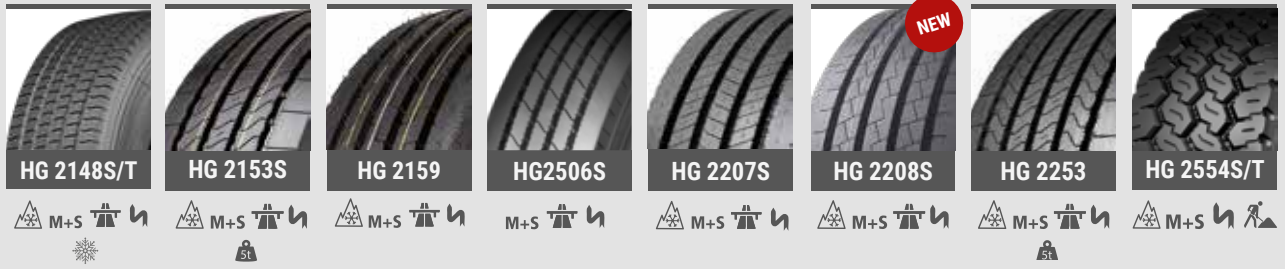 NEW
HG 2148S/T
HG 2153S
HG 2159
HG2506S
HG 2207S
HG 2208S
HG 2253
HG 2554S/T
M+S
M+S
M+S
M+S
M+S
M+S
M+S
M+S
5t
5t